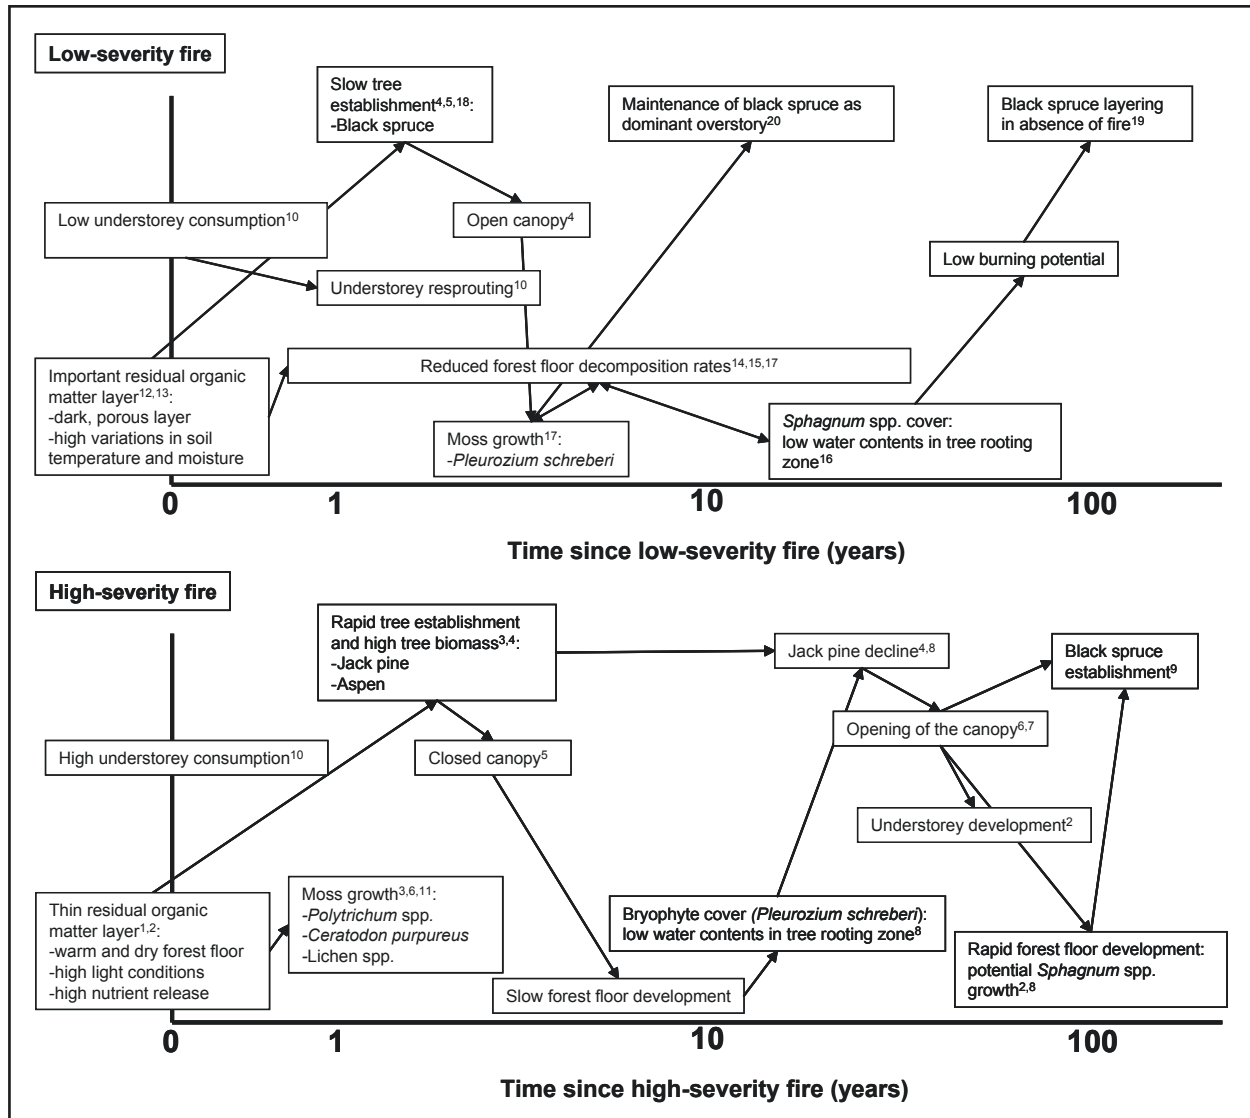 Low-severity fire
Slow tree
establishment4,5,18:
-Black spruce
Maintenance of black spruce as
dominant overstory20
Black spruce layering
in absence of fire19
Low understorey consumption10
Open canopy4
Low burning potential
Understorey resprouting10
Reduced forest floor decomposition rates14,15,17
Important residual organic
matter layer12,13:
-dark, porous layer
-high variations in soil
temperature and moisture
Moss growth17:
-Pleurozium schreberi
Sphagnum spp. cover:
low water contents in tree rooting
zone16
0 1 10 100
Time since low-severity fire (years)
High-severity fire
Rapid tree establishment
and high tree biomass3,4:
-Jack pine
-Aspen
Jack pine decline4,8
Black spruce
establishment9
High understorey consumption10
Closed canopy5
Opening of the canopy6,7
Understorey development2
Thin residual organic
matter layer1,2:
-warm and dry forest floor
-high light conditions
-high nutrient release
Moss growth3,6,11:
-Polytrichum spp.
-Ceratodon purpureus
-Lichen spp.
Slow forest floor development
Bryophyte cover (Pleurozium schreberi):
low water contents in tree rooting zone8
Rapid forest floor development:
potential Sphagnum spp.
growth2,8
0 1 10 100
Time since high-severity fire (years)